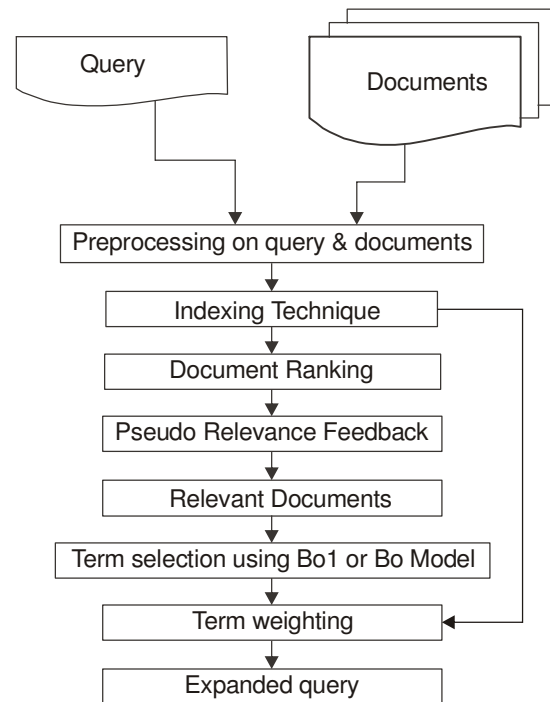 Query
Documents
Preprocessing on query & documents
Indexing Technique
Document Ranking
Pseudo Relevance Feedback
Relevant Documents
Term selection using Bo1 or Bo Model
Term weighting
Expanded query